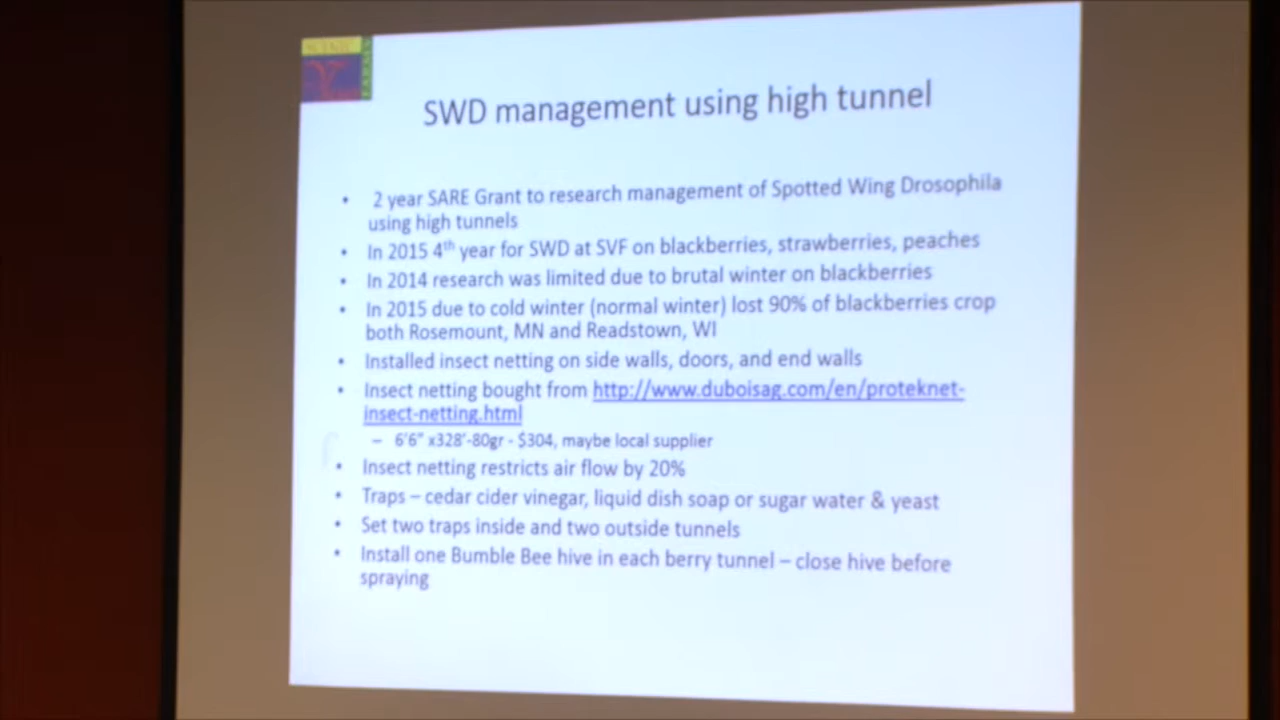 SWD management using high tunnel
• 2 year SARE Grant to research management of Spotted Wing Drosophila
using high tunnels
• In 2015 4th year for SWD at SVF on blackberries, strawberries, peaches
• In 2014 research was limited due to brutal winter on blackberries
• In 2015 due to cold winter (normal winter) lost 90% of blackberries crop
both Rosemount, MN and Readstown, WI
• Installed insect netting on side walls, doors, and end walls
• Insect netting bought from http://www.duboisag.com/en/proteknet-
insect-netting.html
– 6'6" x328'-80gr - $304, maybe local supplier
• Insect netting restricts air flow by 20%
• Traps – cedar cider vinegar, liquid dish soap or sugar water & yeast
• Set two traps inside and two outside tunnels
• Install one Bumble Bee hive in each berry tunnel – close hive before
spraying